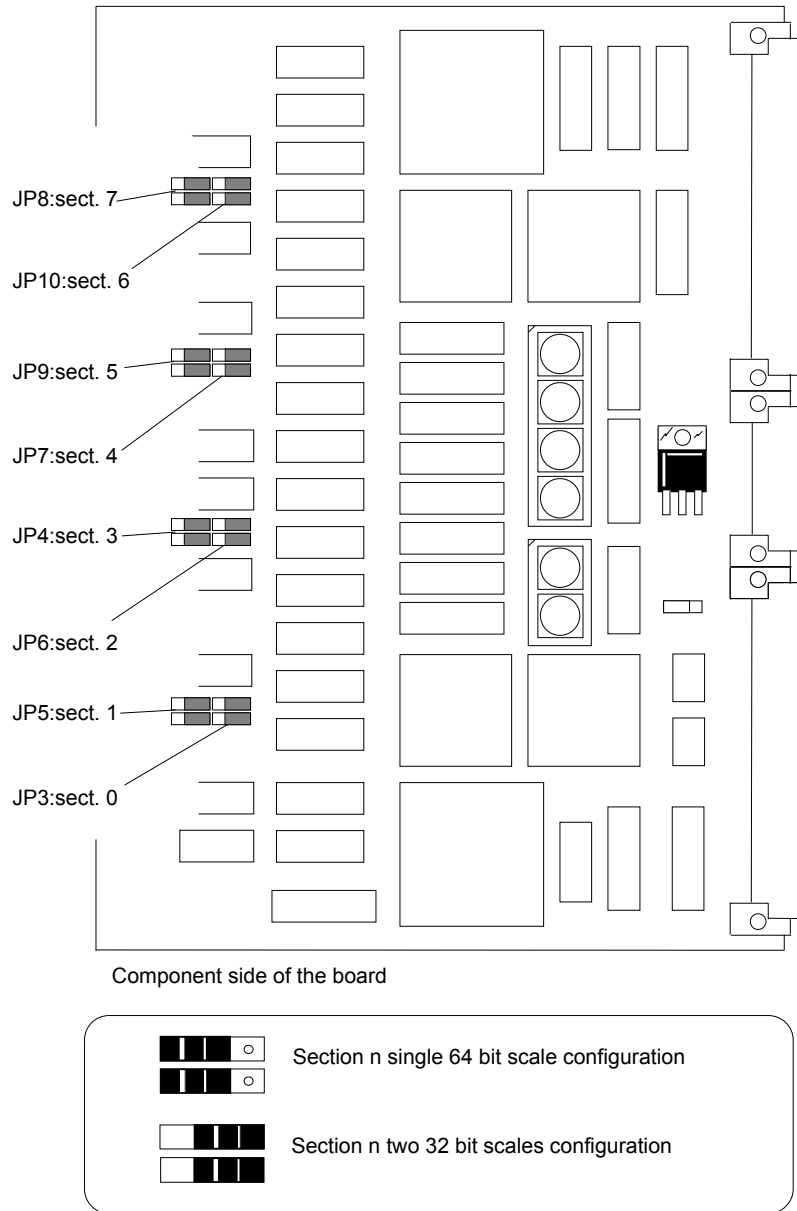 JP8:sect. 7
JP10:sect. 6
JP9:sect. 5
JP7:sect. 4
JP4:sect. 3
JP6:sect. 2
JP5:sect. 1
JP3:sect. 0
Component side of the board
Section n single 64 bit scale configuration
Section n two 32 bit scales configuration